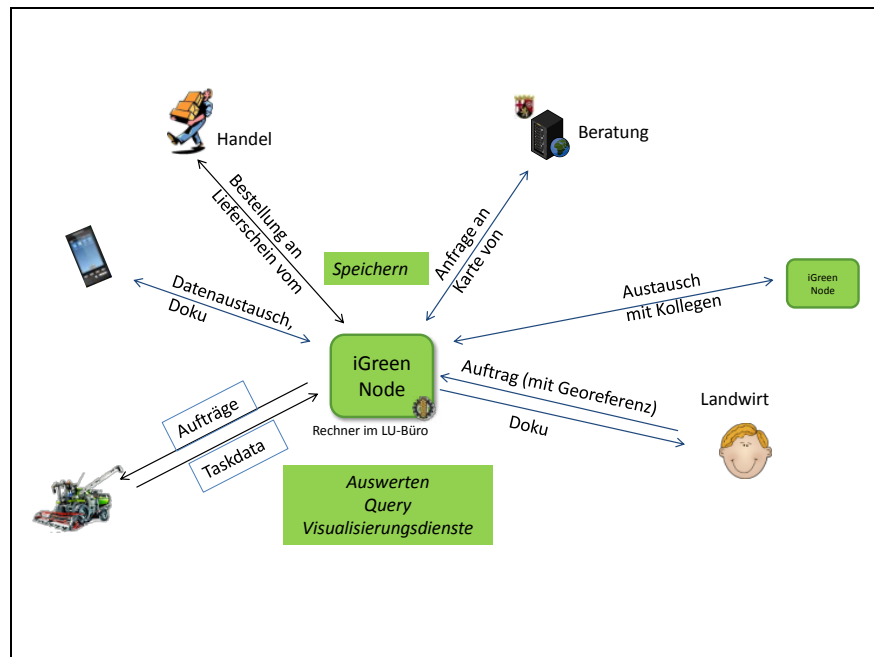 Handel
Beratung
Bestellung an
Lieferschein vom
Anfrage an
Karte von
Speichern
Datenaustausch,
Doku
Austausch
mit Kollegen
iGreen
Node
iGreen
Node
Rechner im LU-Büro
Auftrag (mit Georeferenz)
Doku
Landwirt
Aufträge
Taskdata
Auswerten
Query
Visualisierungsdienste